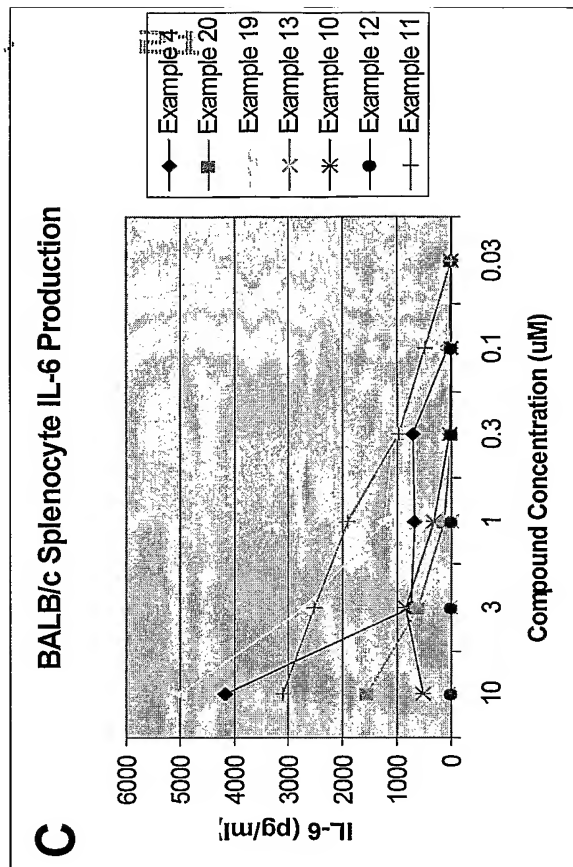 C
BALB/c Splenocyte IL-6 Production
IL-6 (pg/ml)
6000
5000
4000
3000
2000
1000
0
10
3
1
0.3
0.1
0.03
Compound Concentration (uM)
Example 4
Example 20
Example 19
Example 13
Example 10
Example 12
Example 11